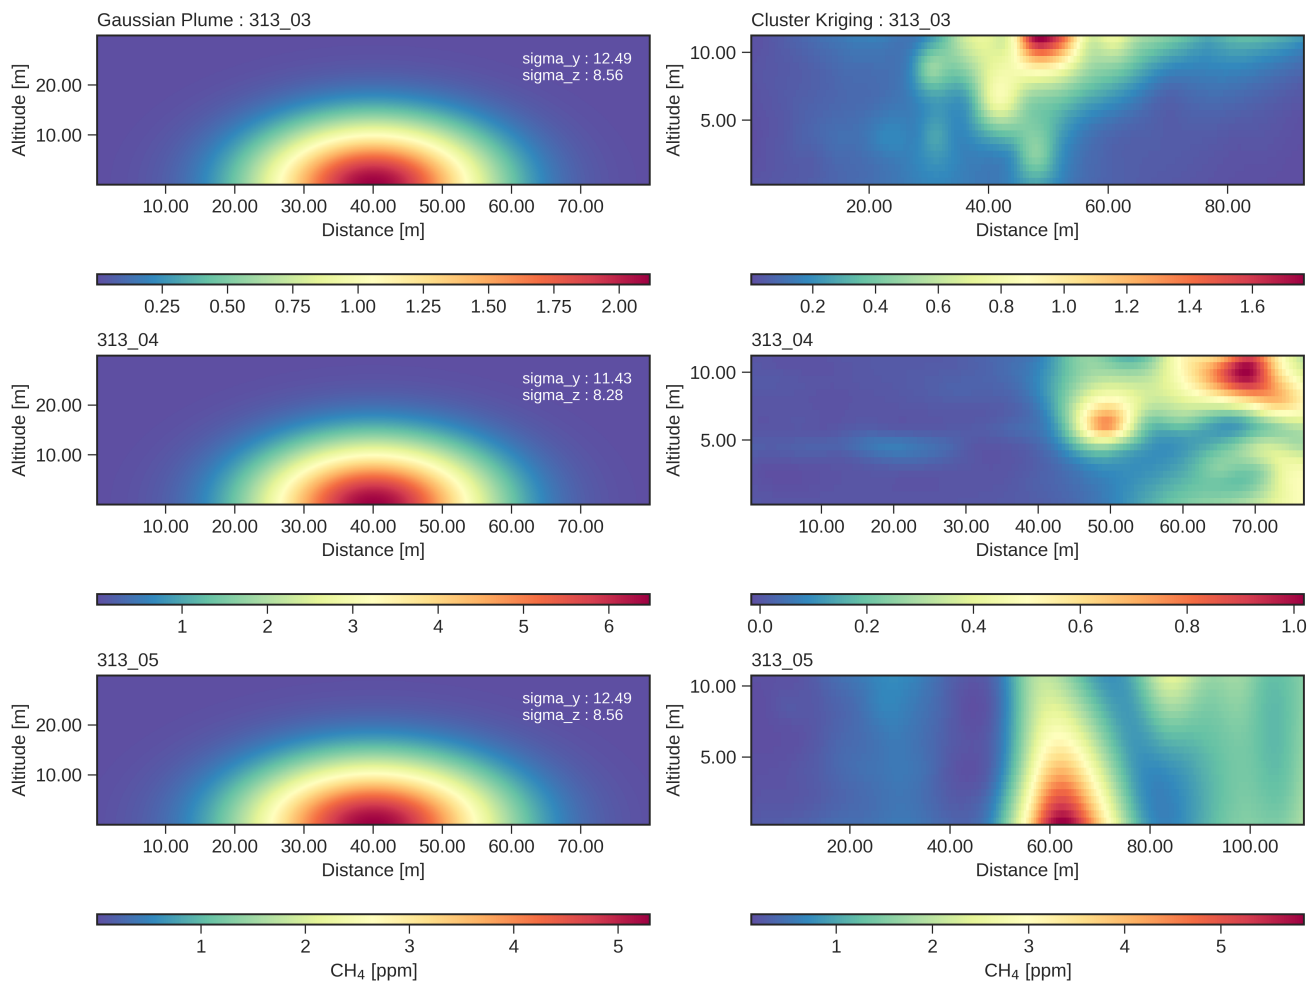 Gaussian Plume : 313_03
Cluster Kriging : 313_03
sigma_y : 12.49
sigma_z : 8.56
20.00
10.00
Altitude [m]
10.00 20.00 30.00 40.00 50.00 60.00 70.00
Distance [m]
10.00
5.00
Altitude [m]
20.00 40.00 60.00 80.00
Distance [m]
0.25 0.50 0.75 1.00 1.25 1.50 1.75 2.00
0.2 0.4 0.6 0.8 1.0 1.2 1.4 1.6
313_04
313_04
sigma_y : 11.43
sigma_z : 8.28
20.00
10.00
Altitude [m]
10.00 20.00 30.00 40.00 50.00 60.00 70.00
Distance [m]
10.00
5.00
Altitude [m]
10.00 20.00 30.00 40.00 50.00 60.00 70.00
Distance [m]
1 2 3 4 5 6
0.0 0.2 0.4 0.6 0.8 1.0
313_05
313_05
sigma_y : 12.49
sigma_z : 8.56
20.00
10.00
Altitude [m]
10.00 20.00 30.00 40.00 50.00 60.00 70.00
Distance [m]
10.00
5.00
Altitude [m]
20.00 40.00 60.00 80.00 100.00
Distance [m]
1 2 3 4 5
CH₄ [ppm]
1 2 3 4 5
CH₄ [ppm]